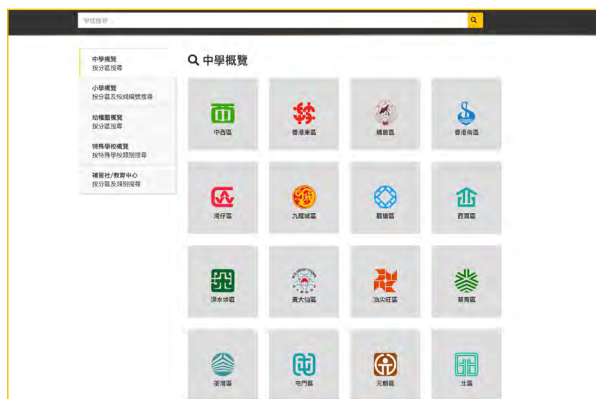 學校搜尋 ...
中學概覽
按分區搜尋
小學概覽
按分區及校網編號搜尋
幼稚園概覽
按分區搜尋
特殊學校概覽
按特殊學校類別搜尋
補習社/教育中心
按分區及類別搜尋
中學概覽
中西區
香港東區
離島區
香港南區
灣仔區
九龍城區
觀塘區
西貢區
深水埗區
黃大仙區
油尖旺區
葵青區
荃灣區
屯門區
元朗區
北區